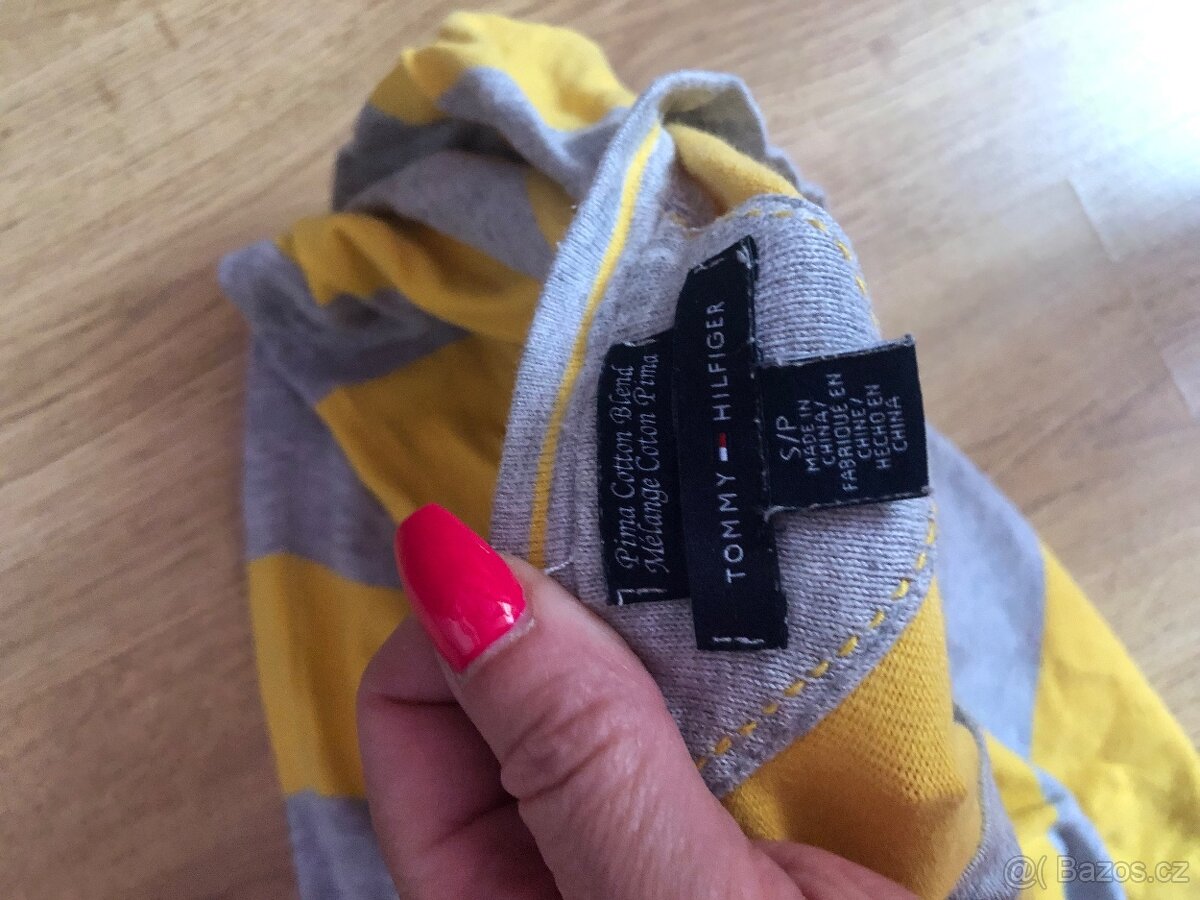 Pima Cotton Blend
Mélange Coton Pima
TOMMY HILFIGER
S/P
MADE IN
CHINA/
FABRIQUE EN
CHINE/
HECHO EN
CHINA
@( Bazos.cz